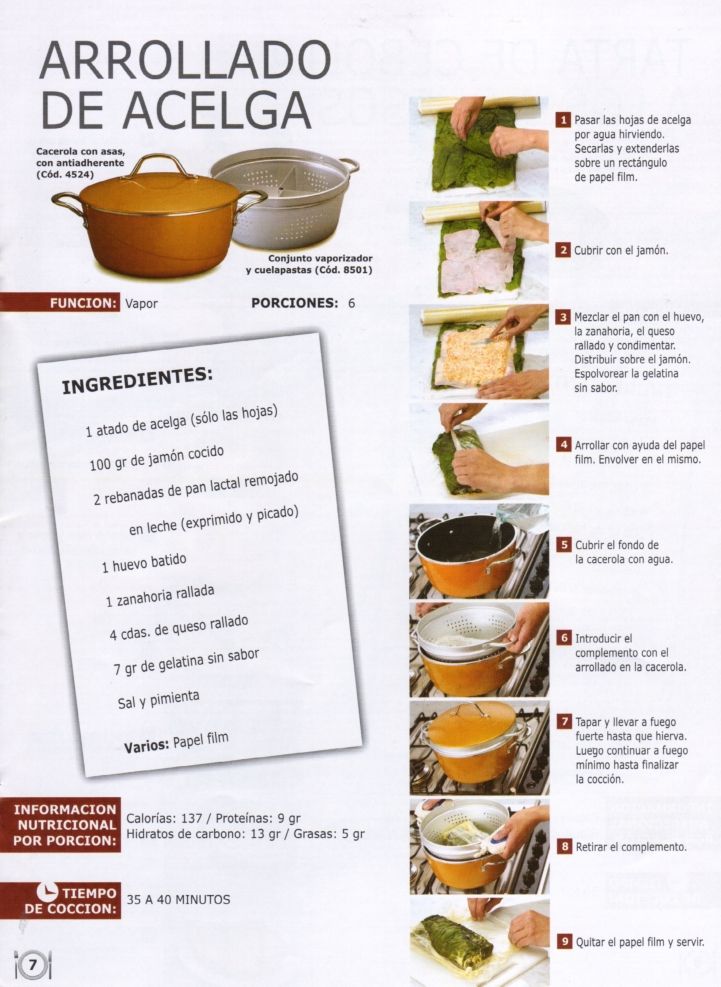 ARROLLADO
DE ACELGA
Cacerola con asas,
con antiadherente
(Cód. 4524)
Conjunto vaporizador
y cuelapastas (Cód. 8501)
FUNCION: Vapor
PORCIONES: 6
INGREDIENTES:
1 atado de acelga (sólo las hojas)
100 gr de jamón cocido
2 rebanadas de pan lactal remojado
en leche (exprimido y picado)
1 huevo batido
1 zanahoria rallada
4 cdas. de queso rallado
7 gr de gelatina sin sabor
Sal y pimienta
Varios: Papel film
INFORMACION
NUTRICIONAL
POR PORCION:
Calorías: 137 / Proteínas: 9 gr
Hidratos de carbono: 13 gr / Grasas: 5 gr
TIEMPO
DE COCCION:
35 A 40 MINUTOS
7
1 Pasar las hojas de acelga
por agua hirviendo.
Secarlas y extenderlas
sobre un rectángulo
de papel film.
2 Cubrir con el jamón.
3 Mezclar el pan con el huevo,
la zanahoria, el queso
rallado y condimentar.
Distribuir sobre el jamón.
Espolvorear la gelatina
sin sabor.
4 Arrollar con ayuda del papel
film. Envolver en el mismo.
5 Cubrir el fondo de
la cacerola con agua.
6 Introducir el
complemento con el
arrollado en la cacerola.
7 Tapar y llevar a fuego
fuerte hasta que hierva.
Luego continuar a fuego
mínimo hasta finalizar
la cocción.
8 Retirar el complemento.
9 Quitar el papel film y servir.